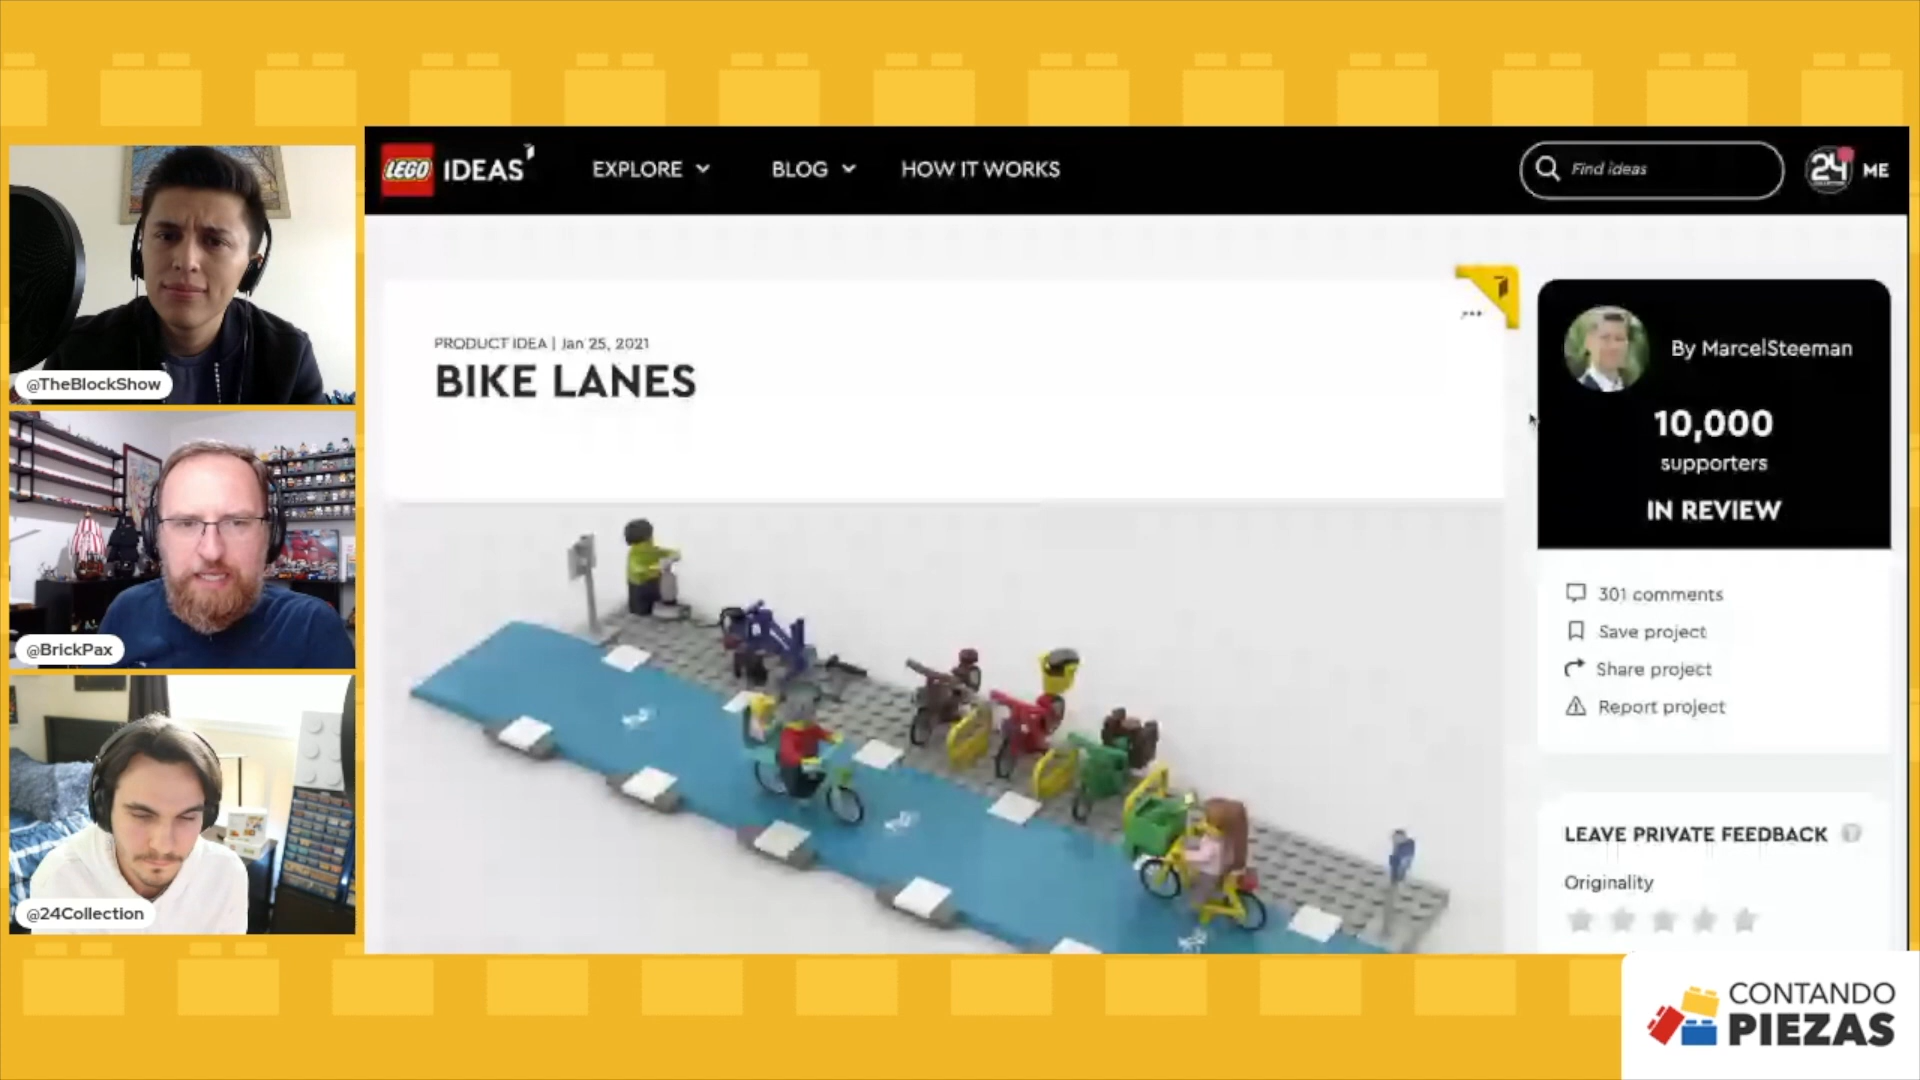 LEGO IDEAS
EXPLORE
BLOG
HOW IT WORKS
Find ideas
24
ME
@TheBlockShow
@BrickPax
@24Collection
PRODUCT IDEA | Jan 25, 2021
BIKE LANES
By MarcelSteeman
10,000
supporters
IN REVIEW
301 comments
Save project
Share project
Report project
LEAVE PRIVATE FEEDBACK
Originality
CONTANDO
PIEZAS